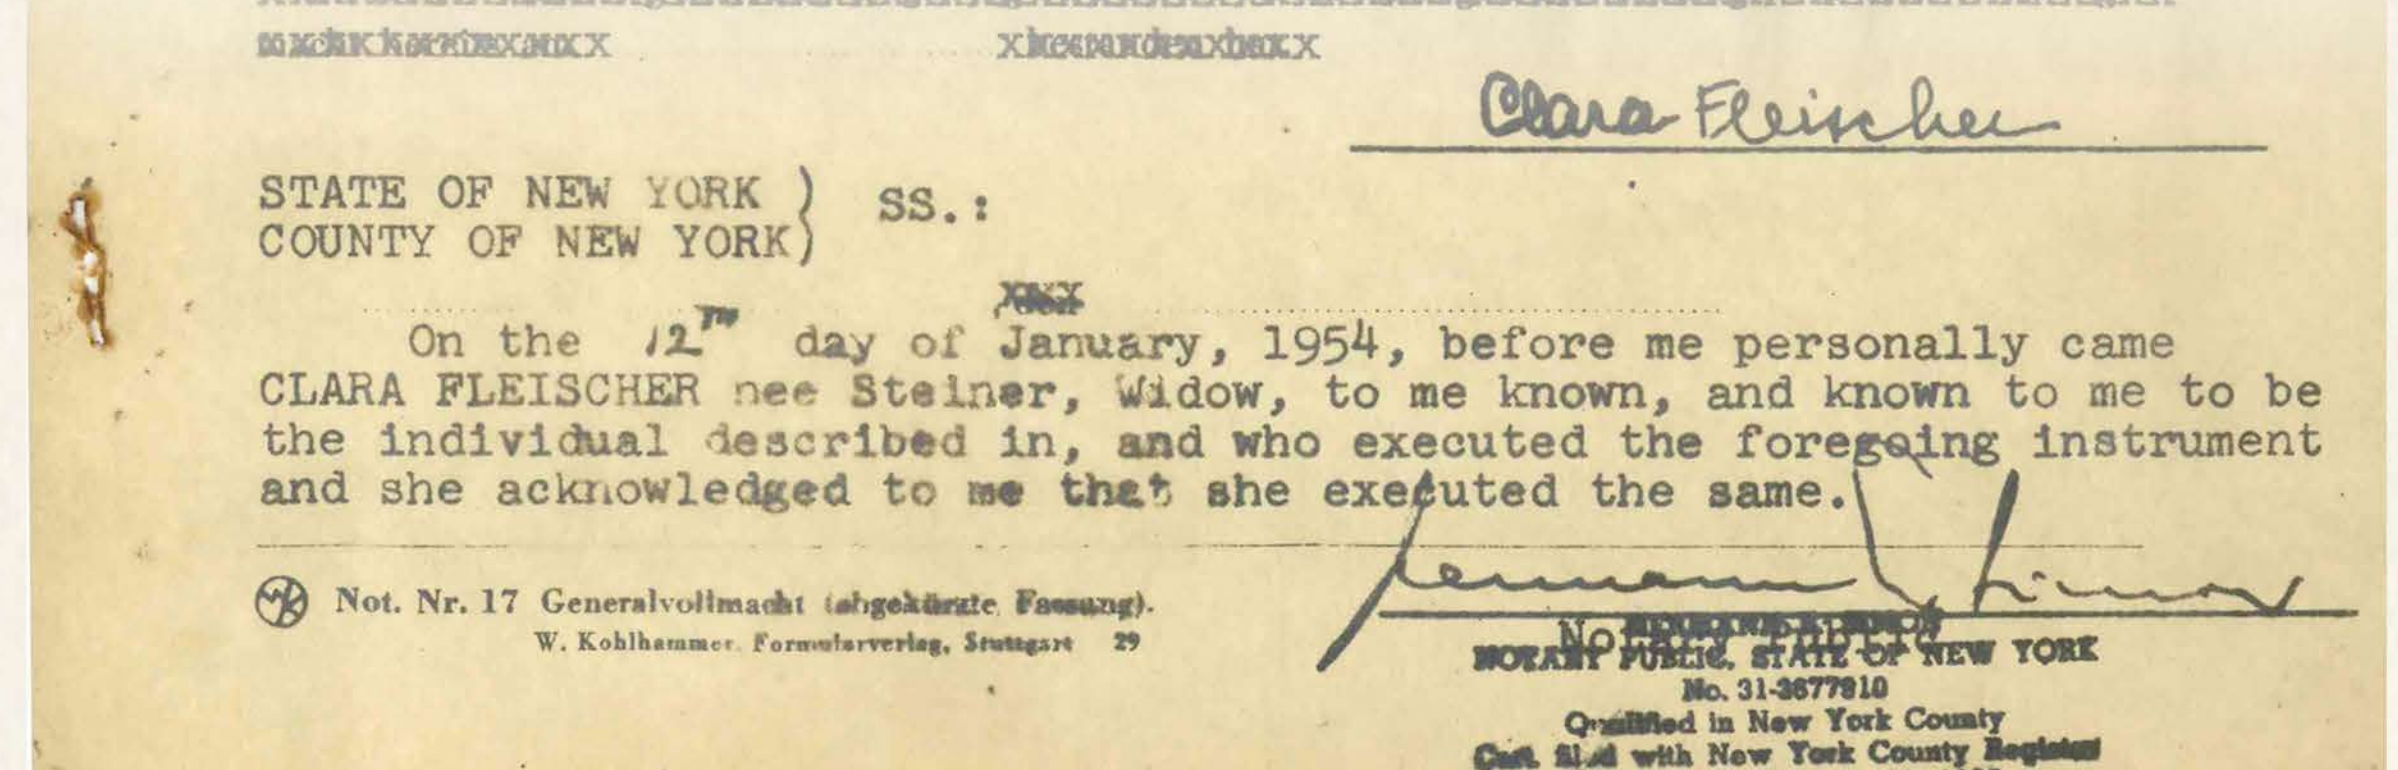 Clara Fleischer
STATE OF NEW YORK )
COUNTY OF NEW YORK) SS.:
On the 12TH day of January, 1954, before me personally came
CLARA FLEISCHER nee Steiner, Widow, to me known, and known to me to be
the individual described in, and who executed the foregoing instrument
and she acknowledged to me that she executed the same.
Not. Nr. 17 Generalvollmacht (abgekürzte Fassung).
W. Kohlhammer Formularverlag, Stuttgart 29
Notary Public
NOTARY PUBLIC, STATE OF NEW YORK
No. 31-3677910
Qualified in New York County
Cert. filed with New York County Register